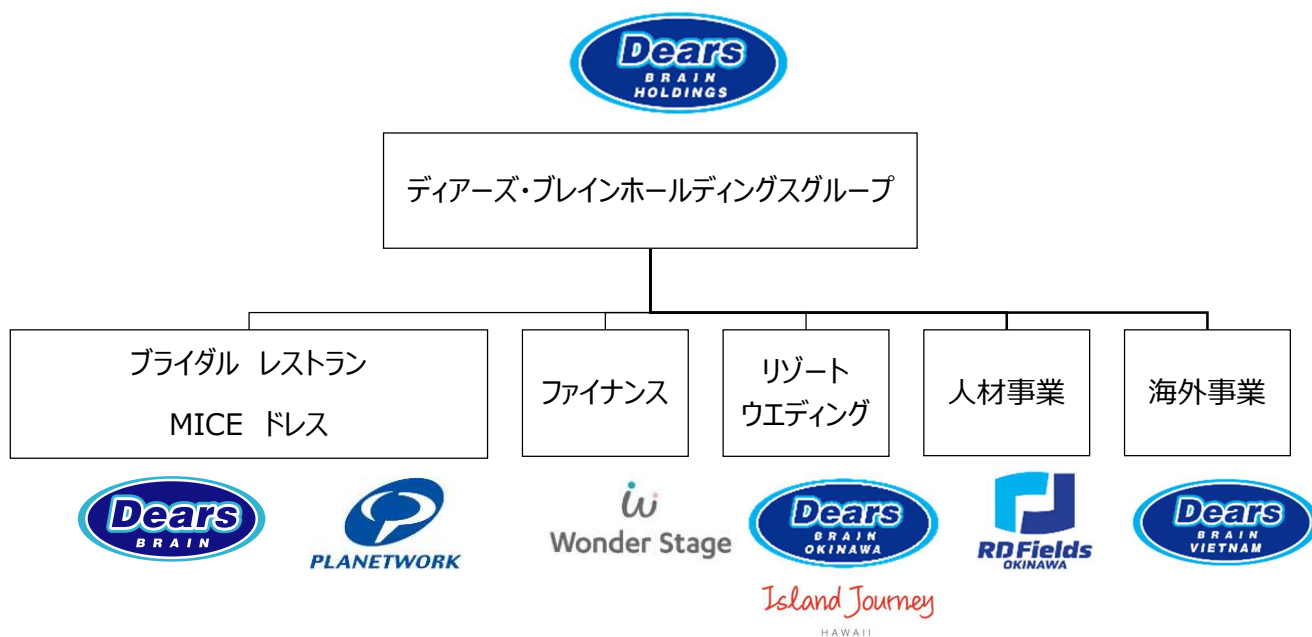 Dears
BRAIN
HOLDINGS
ディアーズ・ブレインホールディングスグループ
ブライダル レストラン
MICE ドレス
ファイナンス
リゾート
ウエディング
人材事業
海外事業
Dears
BRAIN
PLANETWORK
Wonder Stage
Dears
BRAIN
OKINAWA
Island Journey
HAWAII
RD Fields
OKINAWA
Dears
BRAIN
VIETNAM